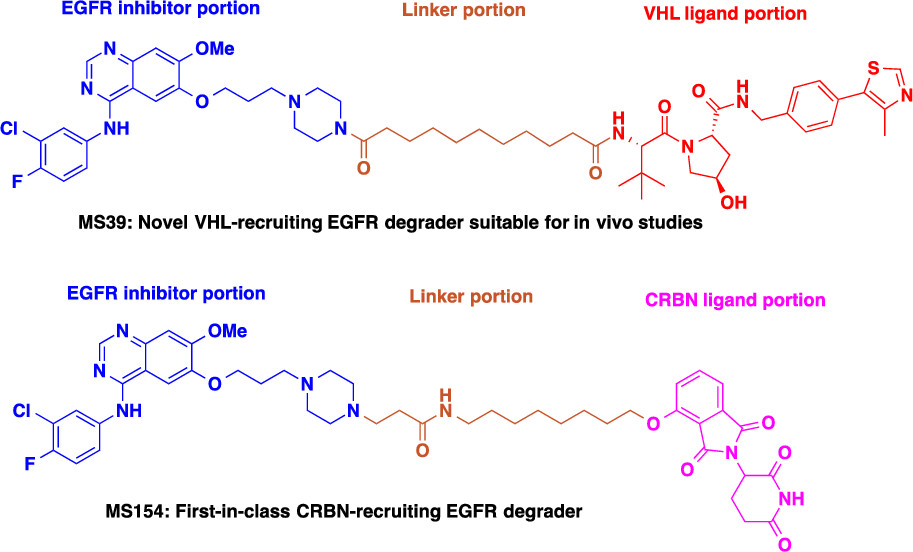 EGFR inhibitor portion
Linker portion
VHL ligand portion
N
N
OMe
O
NH
Cl
F
N
N
O
O
H
N
O
N
O
H
N
S
N
OH
MS39: Novel VHL-recruiting EGFR degrader suitable for in vivo studies
EGFR inhibitor portion
Linker portion
CRBN ligand portion
N
N
OMe
O
NH
Cl
F
N
N
O
H
N
O
O
O
N
O
NH
O
MS154: First-in-class CRBN-recruiting EGFR degrader